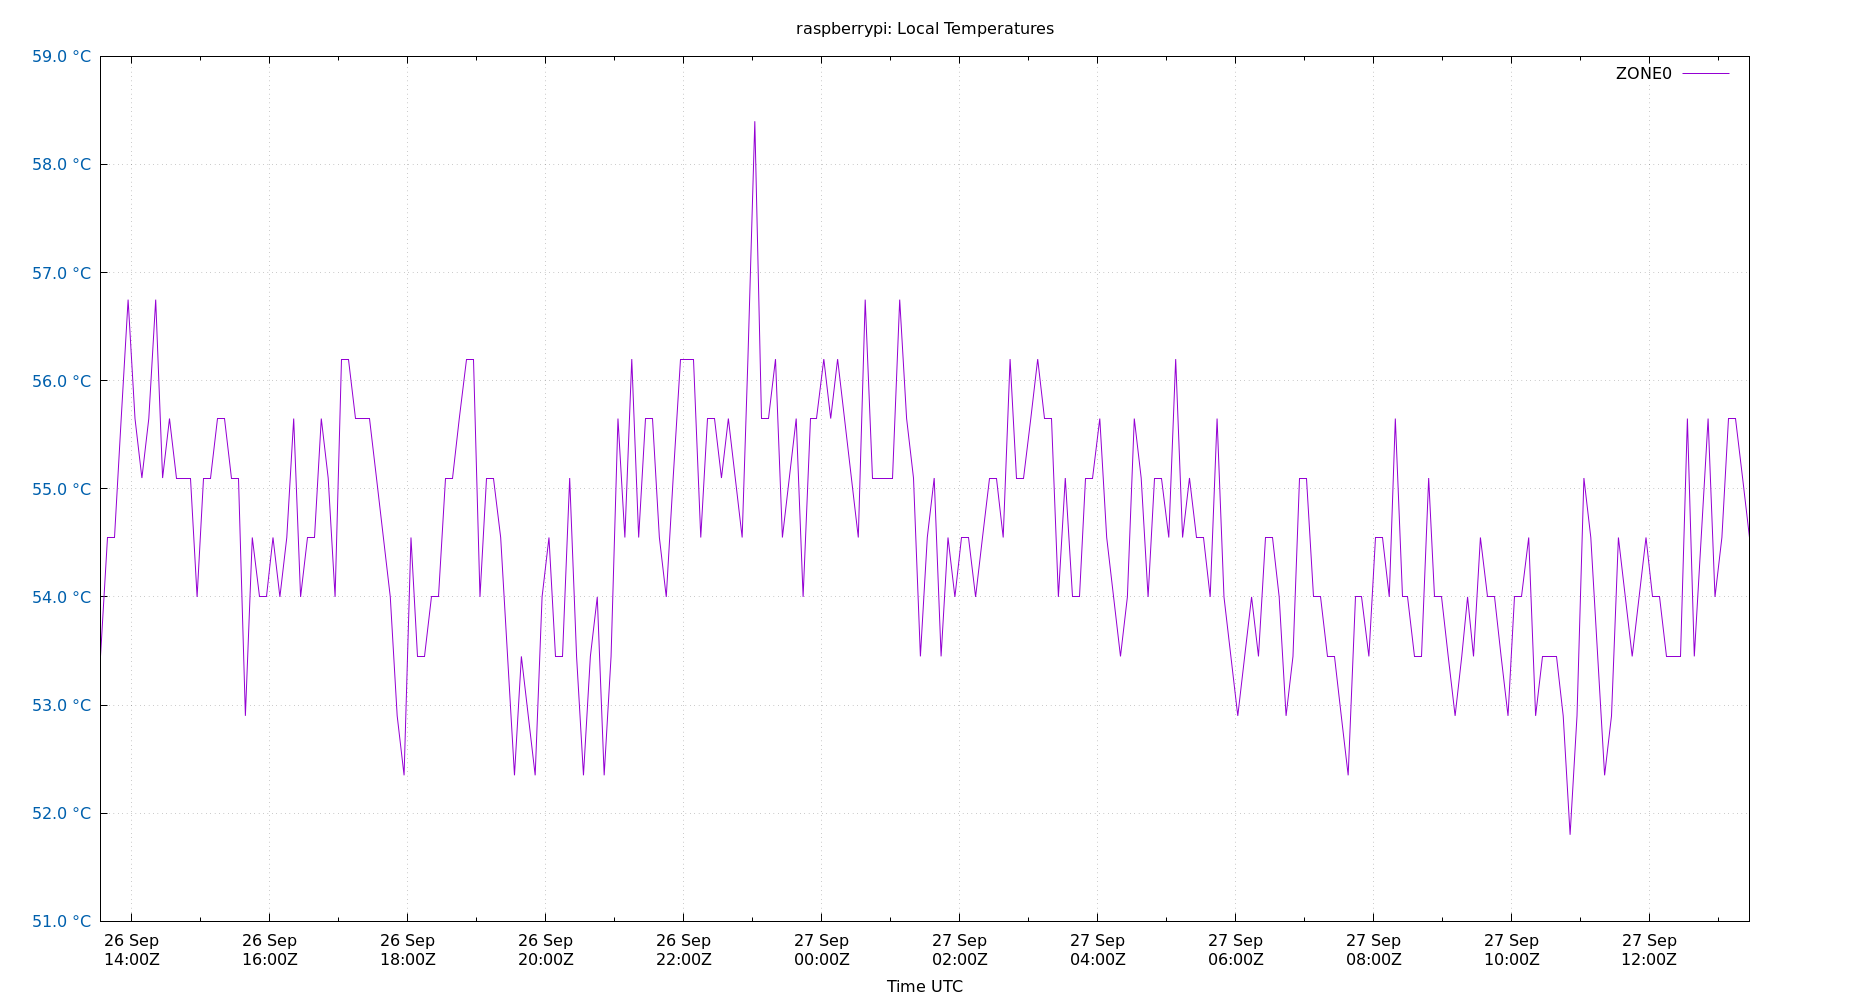 raspberrypi: Local Temperatures
59.0 °C
ZONE0
58.0 °C
57.0 °C
56.0 °C
55.0 °C
54.0 °C
53.0 °C
52.0 °C
51.0 °C
26 Sep 26 Sep 26 Sep 26 Sep 26 Sep 27 Sep 27 Sep 27 Sep 27 Sep 27 Sep 27 Sep 27 Sep
14:00Z 16:00Z 18:00Z 20:00Z 22:00Z 00:00Z 02:00Z 04:00Z 06:00Z 08:00Z 10:00Z 12:00Z
Time UTC